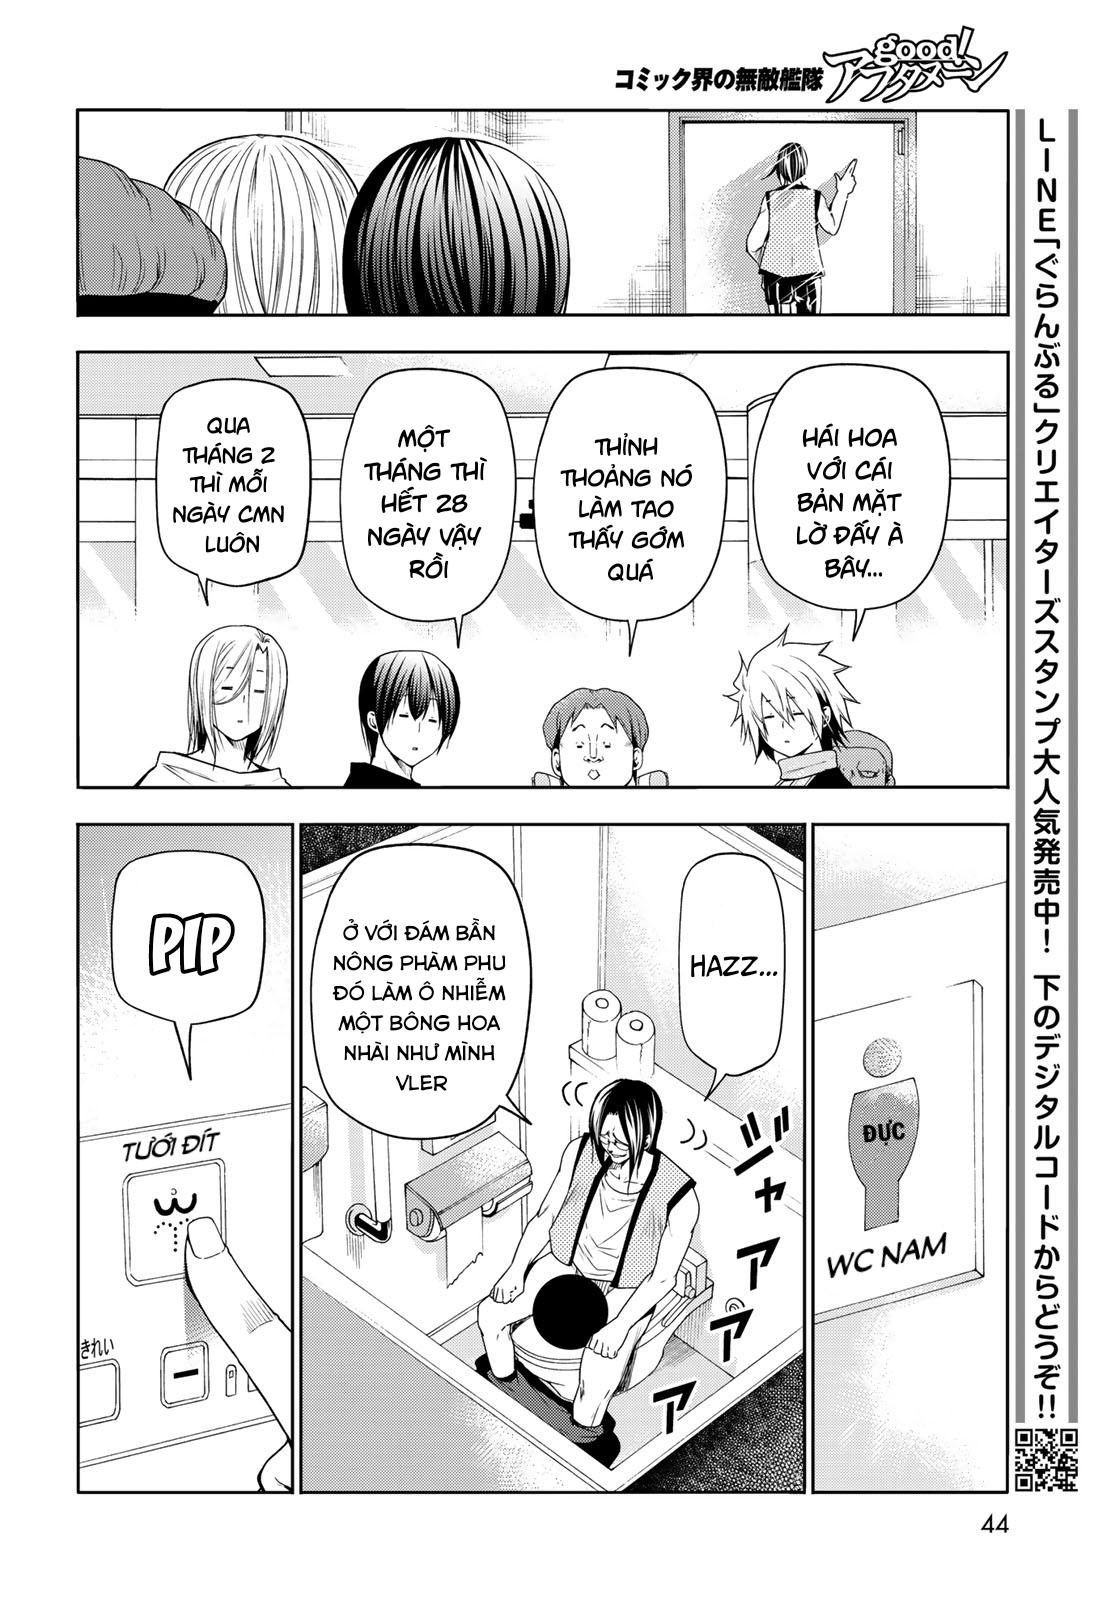 コミック界の無敵艦隊
good!
アフタヌーン
LINE「ぐらんぶる」クリエイターズスタンプ大人気発売中! 下のデジタルコードからどうぞ!!
HÁI HOA
VỚI CÁI
BẢN MẶT
LỜ ĐẤY À
BÂY...
THỈNH
THOẢNG NÓ
LÀM TAO
THẤY GỚM
QUÁ
MỘT
THÁNG THÌ
HẾT 28
NGÀY VẬY
RỒI
QUA
THÁNG 2
THÌ MỖI
NGÀY CMN
LUÔN
ĐỰC
WC NAM
HAZZ...
Ở VỚI ĐÁM BẦN
NÔNG PHÀM PHU
ĐÓ LÀM Ô NHIỄM
MỘT BÔNG HOA
NHÀI NHƯ MÌNH
VLER
ジャアアア
PIP
TƯỚI ĐÍT
きれい
44